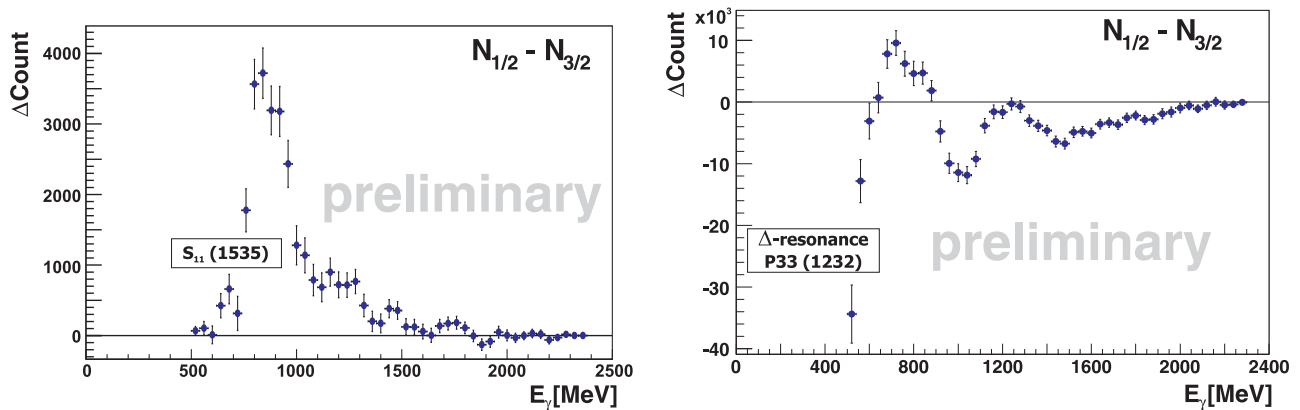 ΔCount
4000
3000
2000
1000
0
N1/2 - N3/2
preliminary
S11 (1535)
0 500 1000 1500 2000 2500
Eγ[MeV]
×10³
ΔCount
10
0
-10
-20
-30
-40
N1/2 - N3/2
preliminary
Δ-resonance
P33 (1232)
0 400 800 1200 1600 2000 2400
Eγ[MeV]